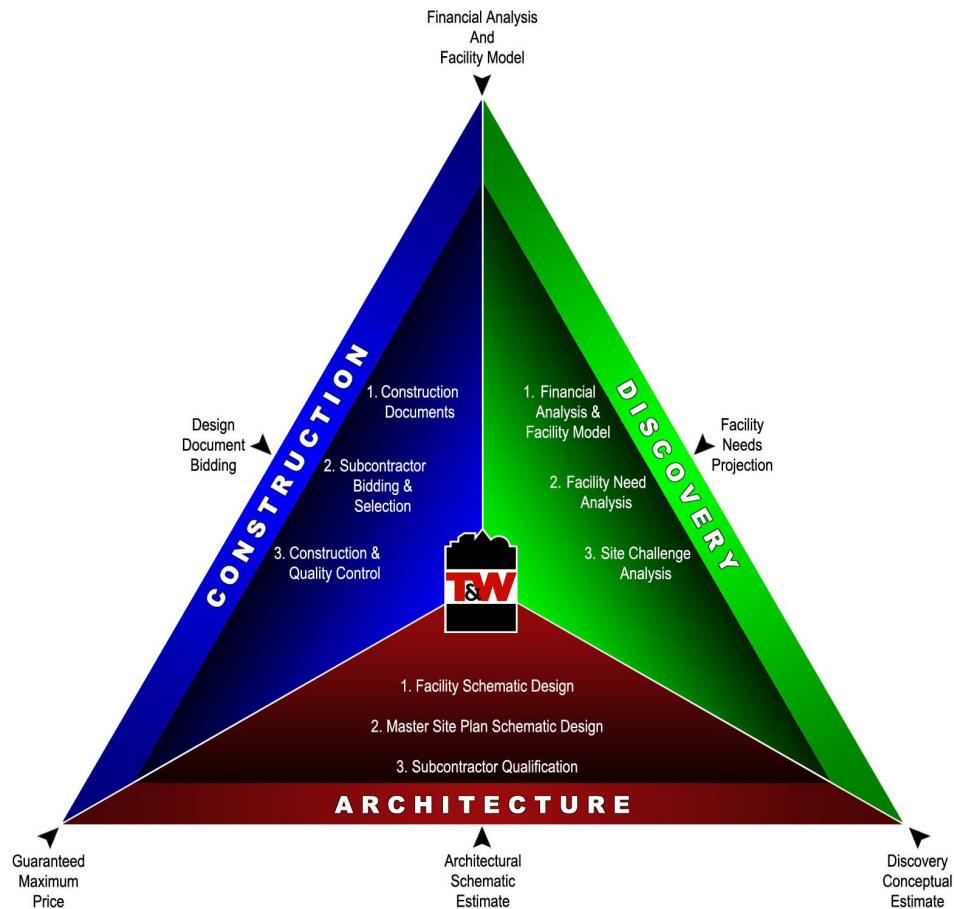 Financial Analysis
And
Facility Model
CONSTRUCTION
DISCOVERY
1. Construction
Documents
2. Subcontractor
Bidding &
Selection
3. Construction &
Quality Control
1. Financial
Analysis &
Facility Model
2. Facility Need
Analysis
3. Site Challenge
Analysis
Design
Document
Bidding
Facility
Needs
Projection
T&W
1. Facility Schematic Design
2. Master Site Plan Schematic Design
3. Subcontractor Qualification
ARCHITECTURE
Guaranteed
Maximum
Price
Architectural
Schematic
Estimate
Discovery
Conceptual
Estimate